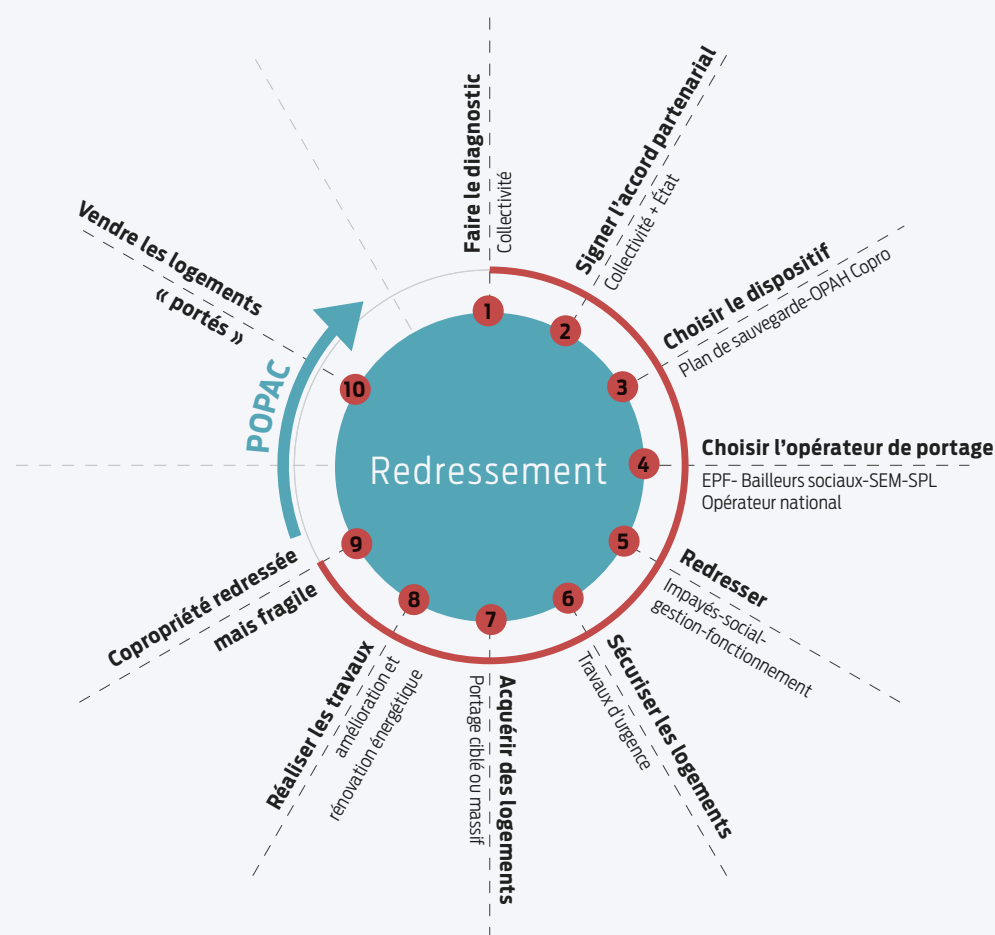 Redressement
1
Faire le diagnostic
Collectivité
2
Signer l'accord partenarial
Collectivité + État
3
Choisir le dispositif
Plan de sauvegarde-OPAH Copro
4
Choisir l'opérateur de portage
EPF- Bailleurs sociaux-SEM-SPL
Opérateur national
5
Redresser
Impayés-social-
gestion-fonctionnement
6
Sécuriser les logements
Travaux d'urgence
7
Acquérir des logements
Portage ciblé ou massif
8
Réaliser les travaux
amélioration et
rénovation énergétique
9
Copropriété redressée
mais fragile
POPAC
10
Vendre les logements
« portés »